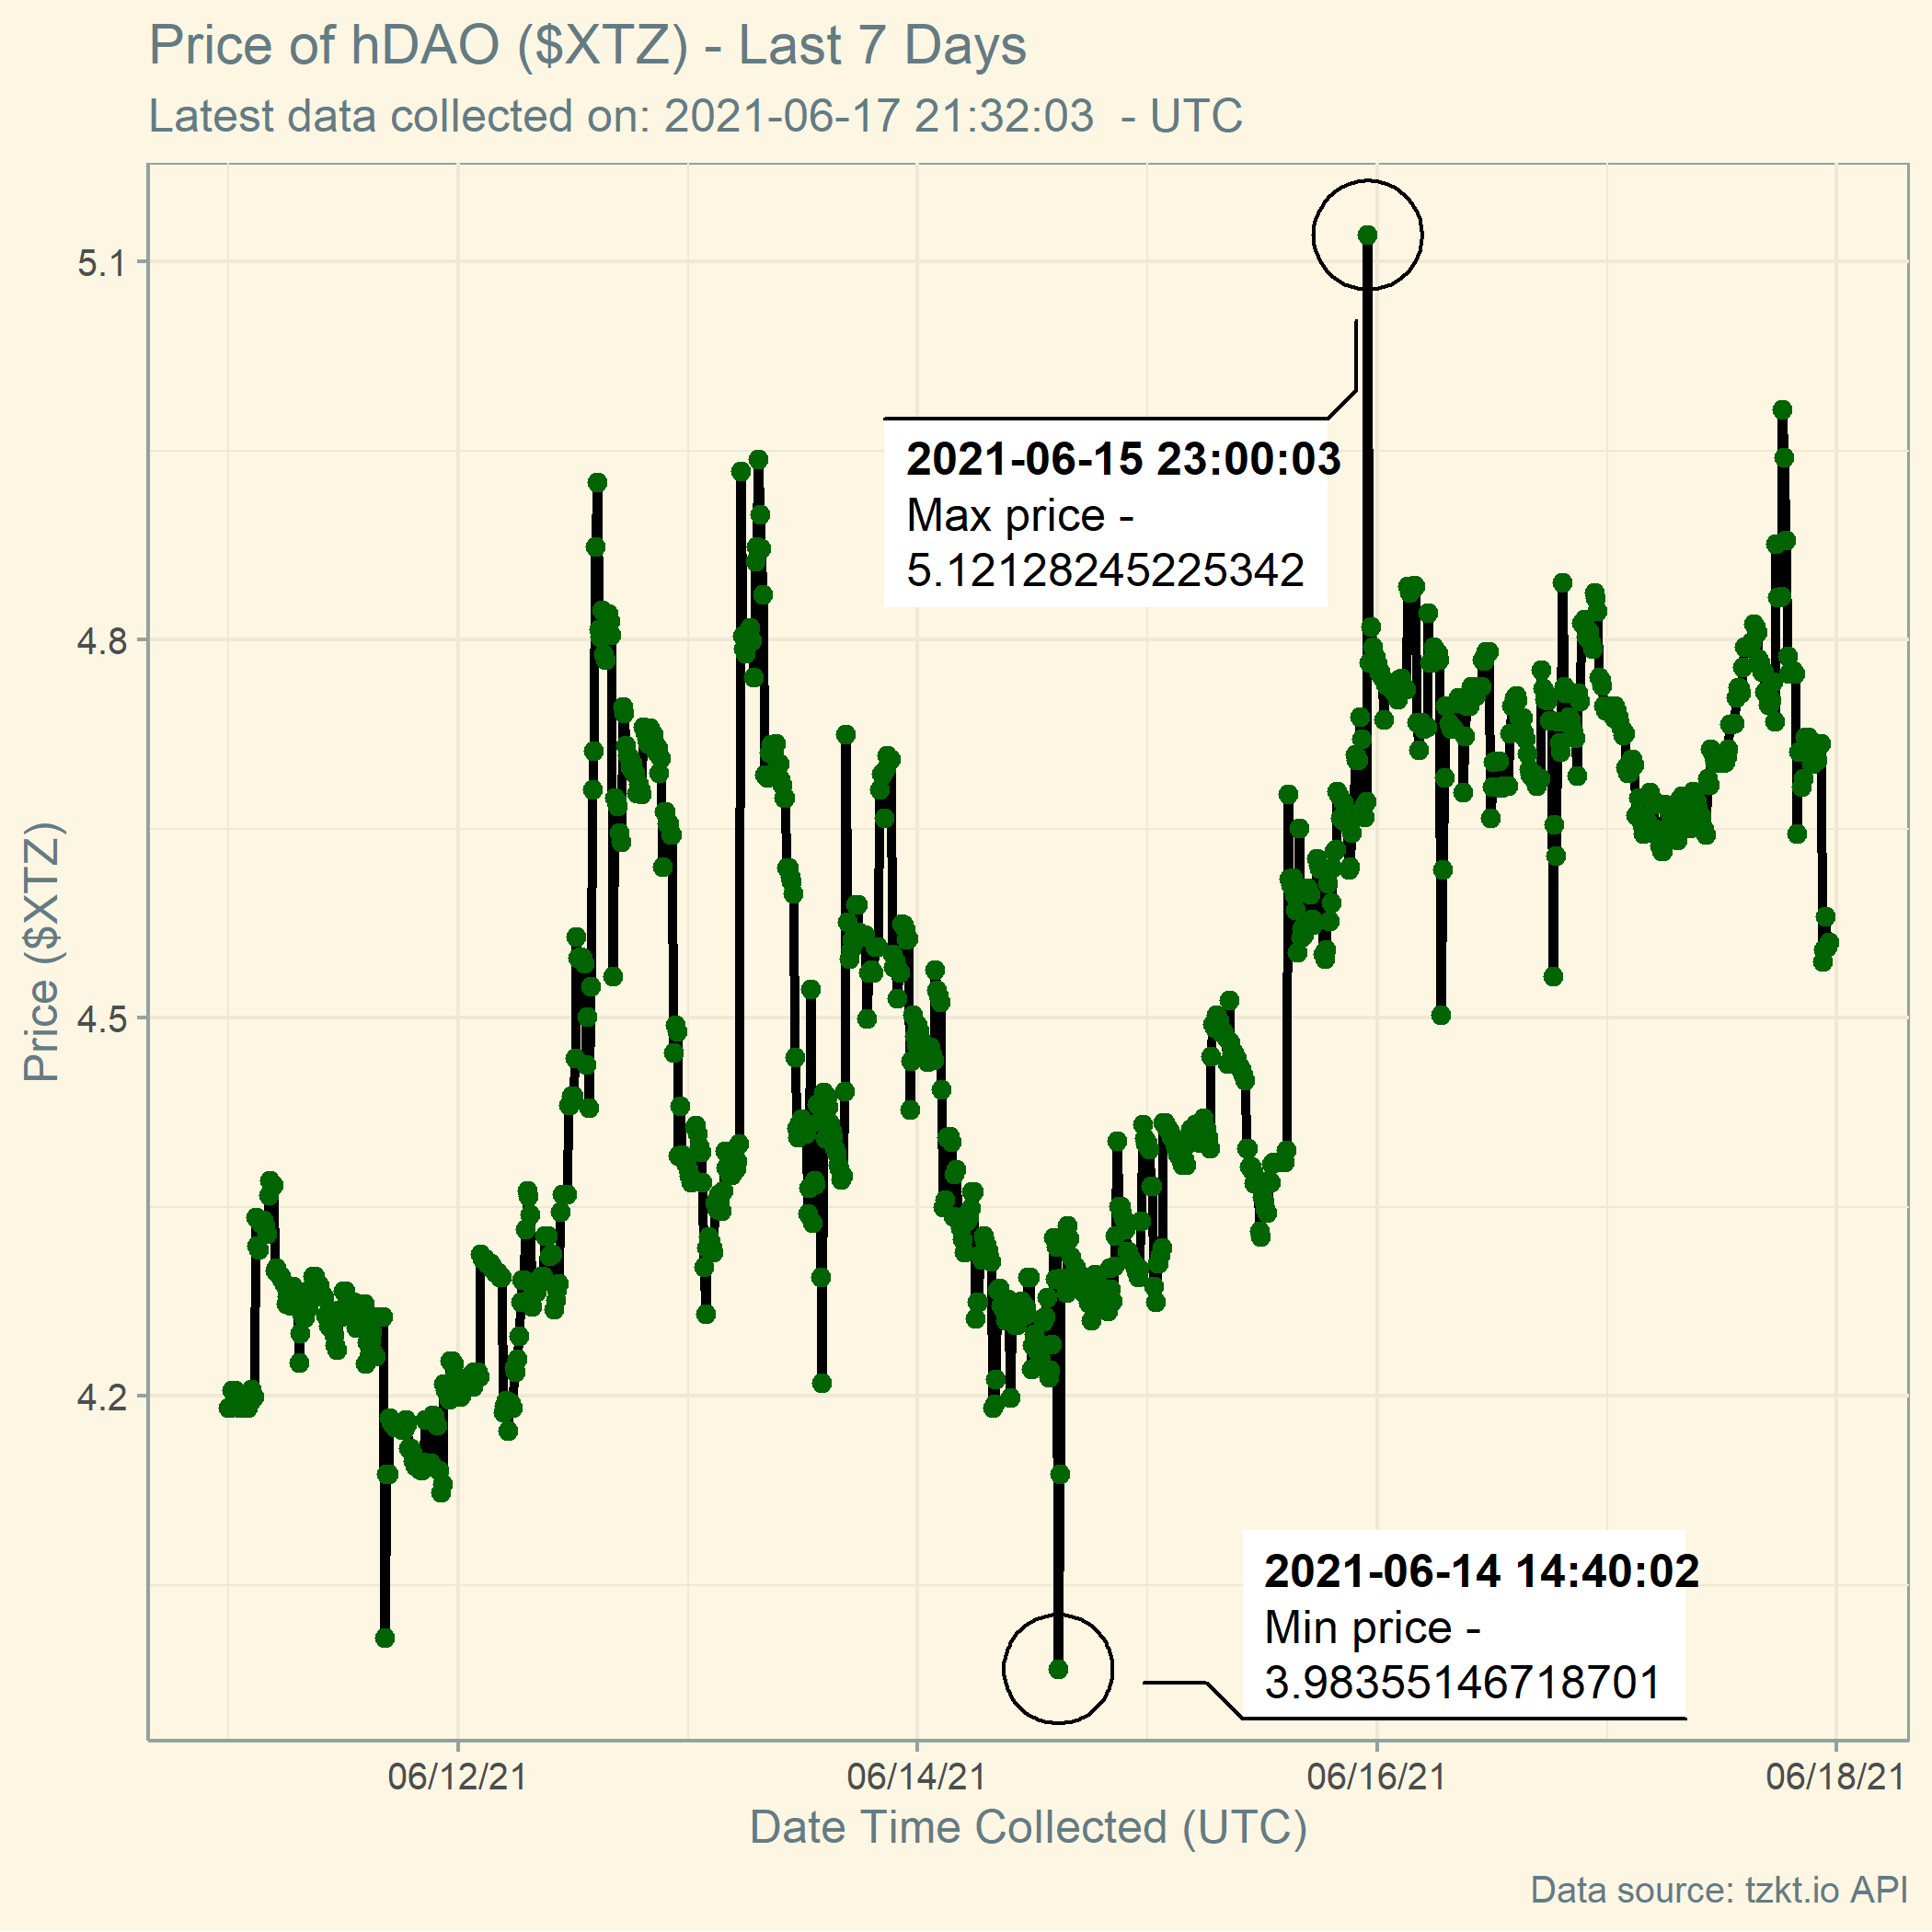 Price of hDAO ($XTZ) - Last 7 Days
Latest data collected on: 2021-06-17 21:32:03  - UTC
5.1
4.8
4.5
4.2
Price ($XTZ)
2021-06-15 23:00:03
Max price -
5.12128245225342
2021-06-14 14:40:02
Min price -
3.98355146718701
06/12/21
06/14/21
06/16/21
06/18/21
Date Time Collected (UTC)
Data source: tzkt.io API